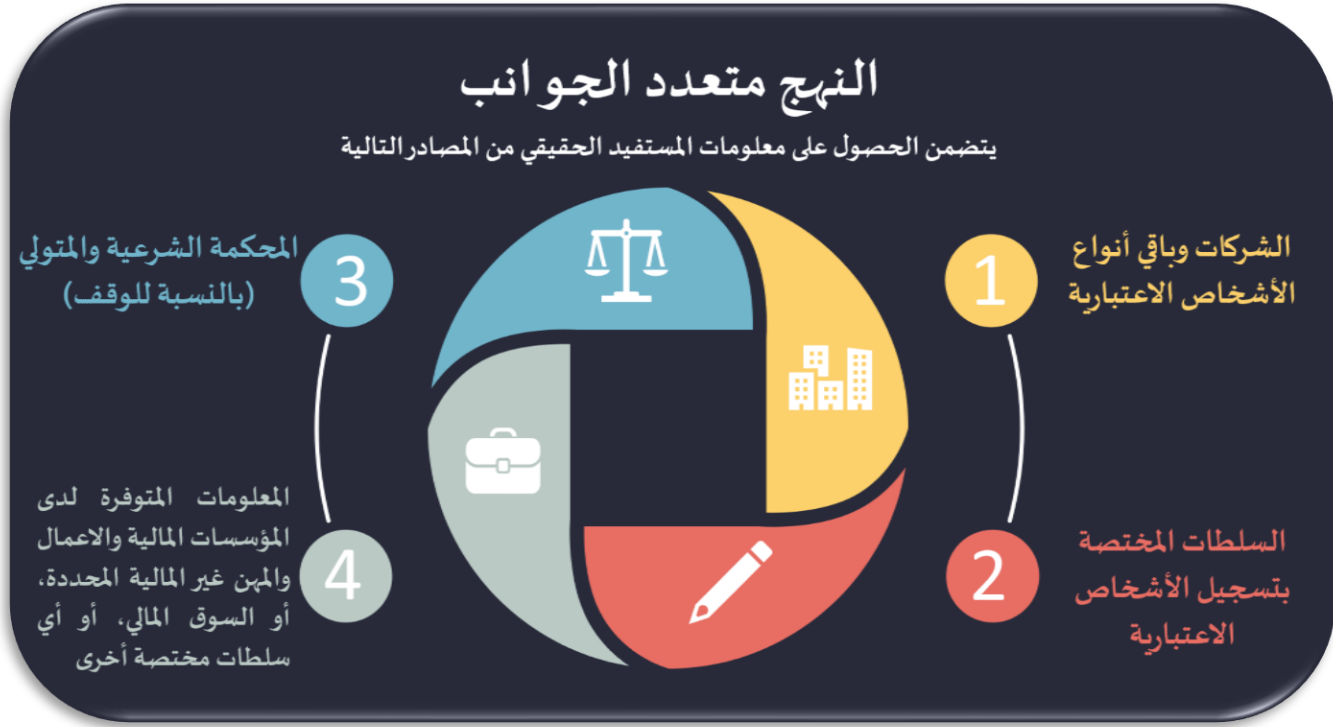 النهج متعدد الجوانب
يتضمن الحصول على معلومات المستفيد الحقيقي من المصادر التالية
1
الشركات وباقي أنواع
الأشخاص الاعتبارية
2
السلطات المختصة
بتسجيل الأشخاص
الاعتبارية
3
المحكمة الشرعية والمتولي
(بالنسبة للوقف)
4
المعلومات المتوفرة لدى
المؤسسات المالية والاعمال
والمهن غير المالية المحددة،
أو السوق المالي، أو أي
سلطات مختصة أخرى